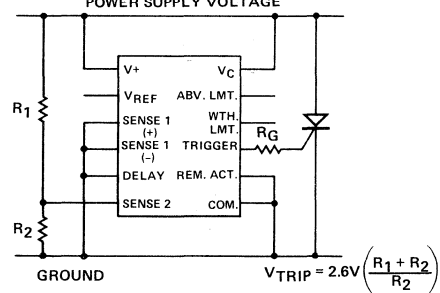 POWER SUPPLY VOLTAGE
V+
VC
VREF
ABV. LMT.
R1
SENSE 1
(+)
WTH.
LMT.
RG
SENSE 1
(−)
TRIGGER
DELAY
REM. ACT.
SENSE 2
COM.
R2
GROUND
VTRIP = 2.6V (R1 + R2 / R2)